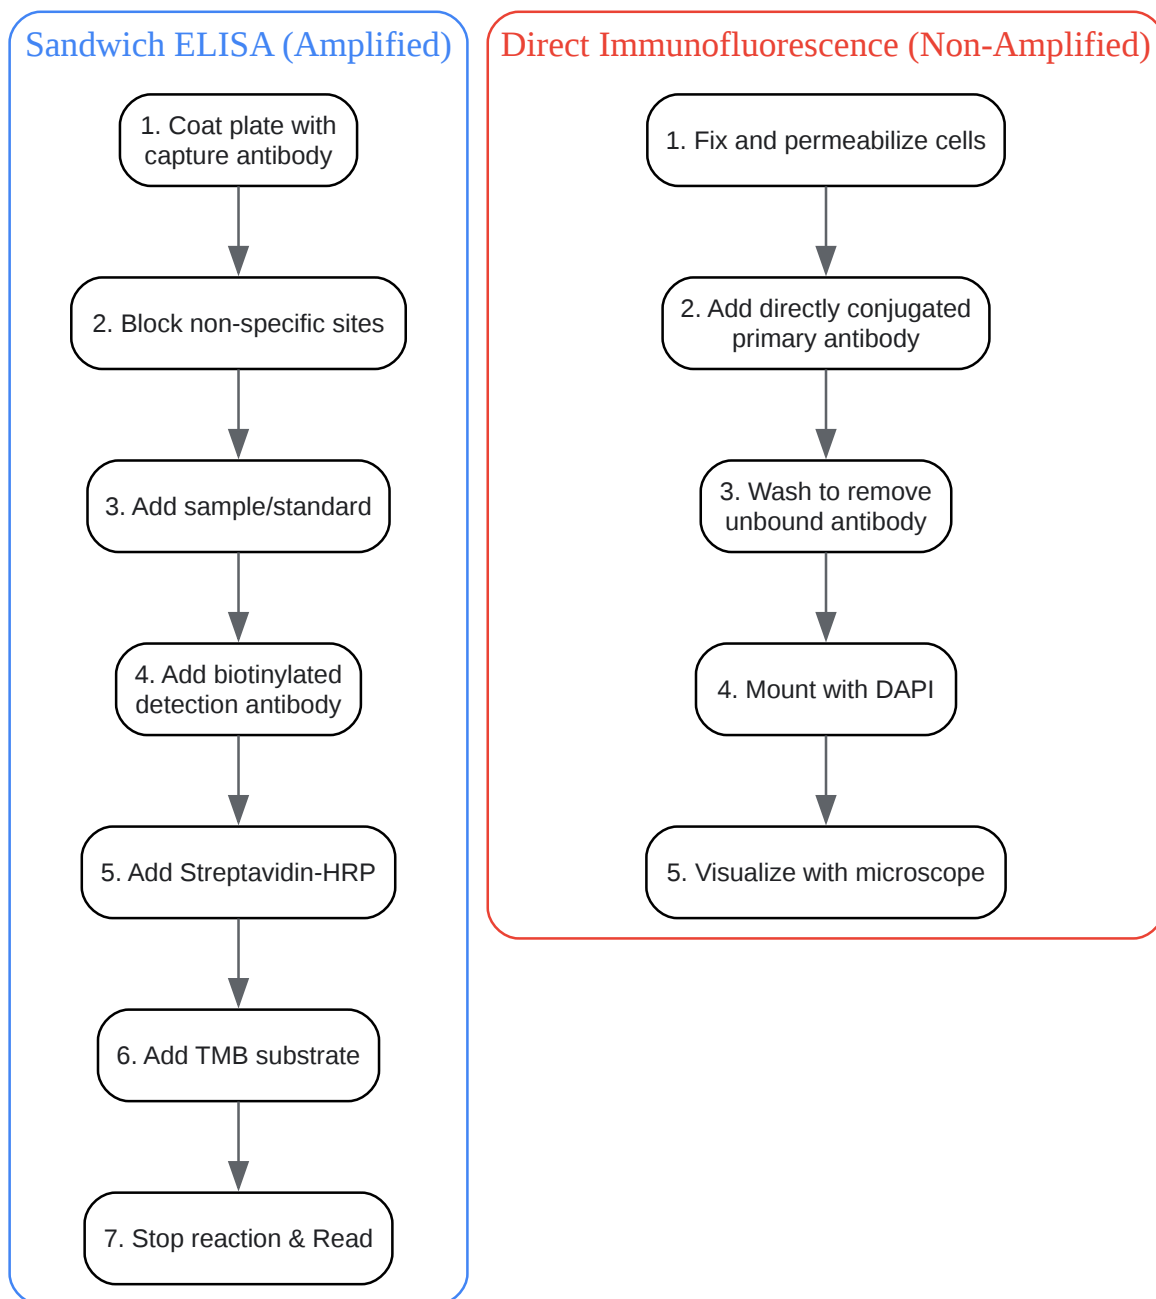 Sandwich ELISA (Amplified)
1. Coat plate with
capture antibody
2. Block non-specific sites
3. Add sample/standard
4. Add biotinylated
detection antibody
5. Add Streptavidin-HRP
6. Add TMB substrate
7. Stop reaction & Read
Direct Immunofluorescence (Non-Amplified)
1. Fix and permeabilize cells
2. Add directly conjugated
primary antibody
3. Wash to remove
unbound antibody
4. Mount with DAPI
5. Visualize with microscope